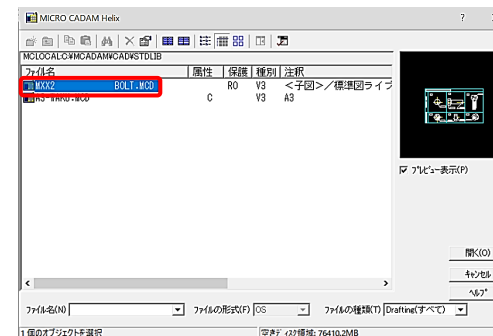 MICRO CADAM Helix
MCLOCAL:C:¥MCADAM¥CAD¥STDLIB
ファイル名 属性 保護 種別 注釈
MXX2 BOLT.MCD RO V3 <子図>/標準図ライブ
C V3 A3
プレビュー表示(P)
開く(O)
キャンセル
ヘルプ
ファイル名(N) ファイルの形式(F) OS ファイルの種類(T) Drafting(すべて)
1 個のオブジェクトを選択 空きディスク領域: 76410.2MB